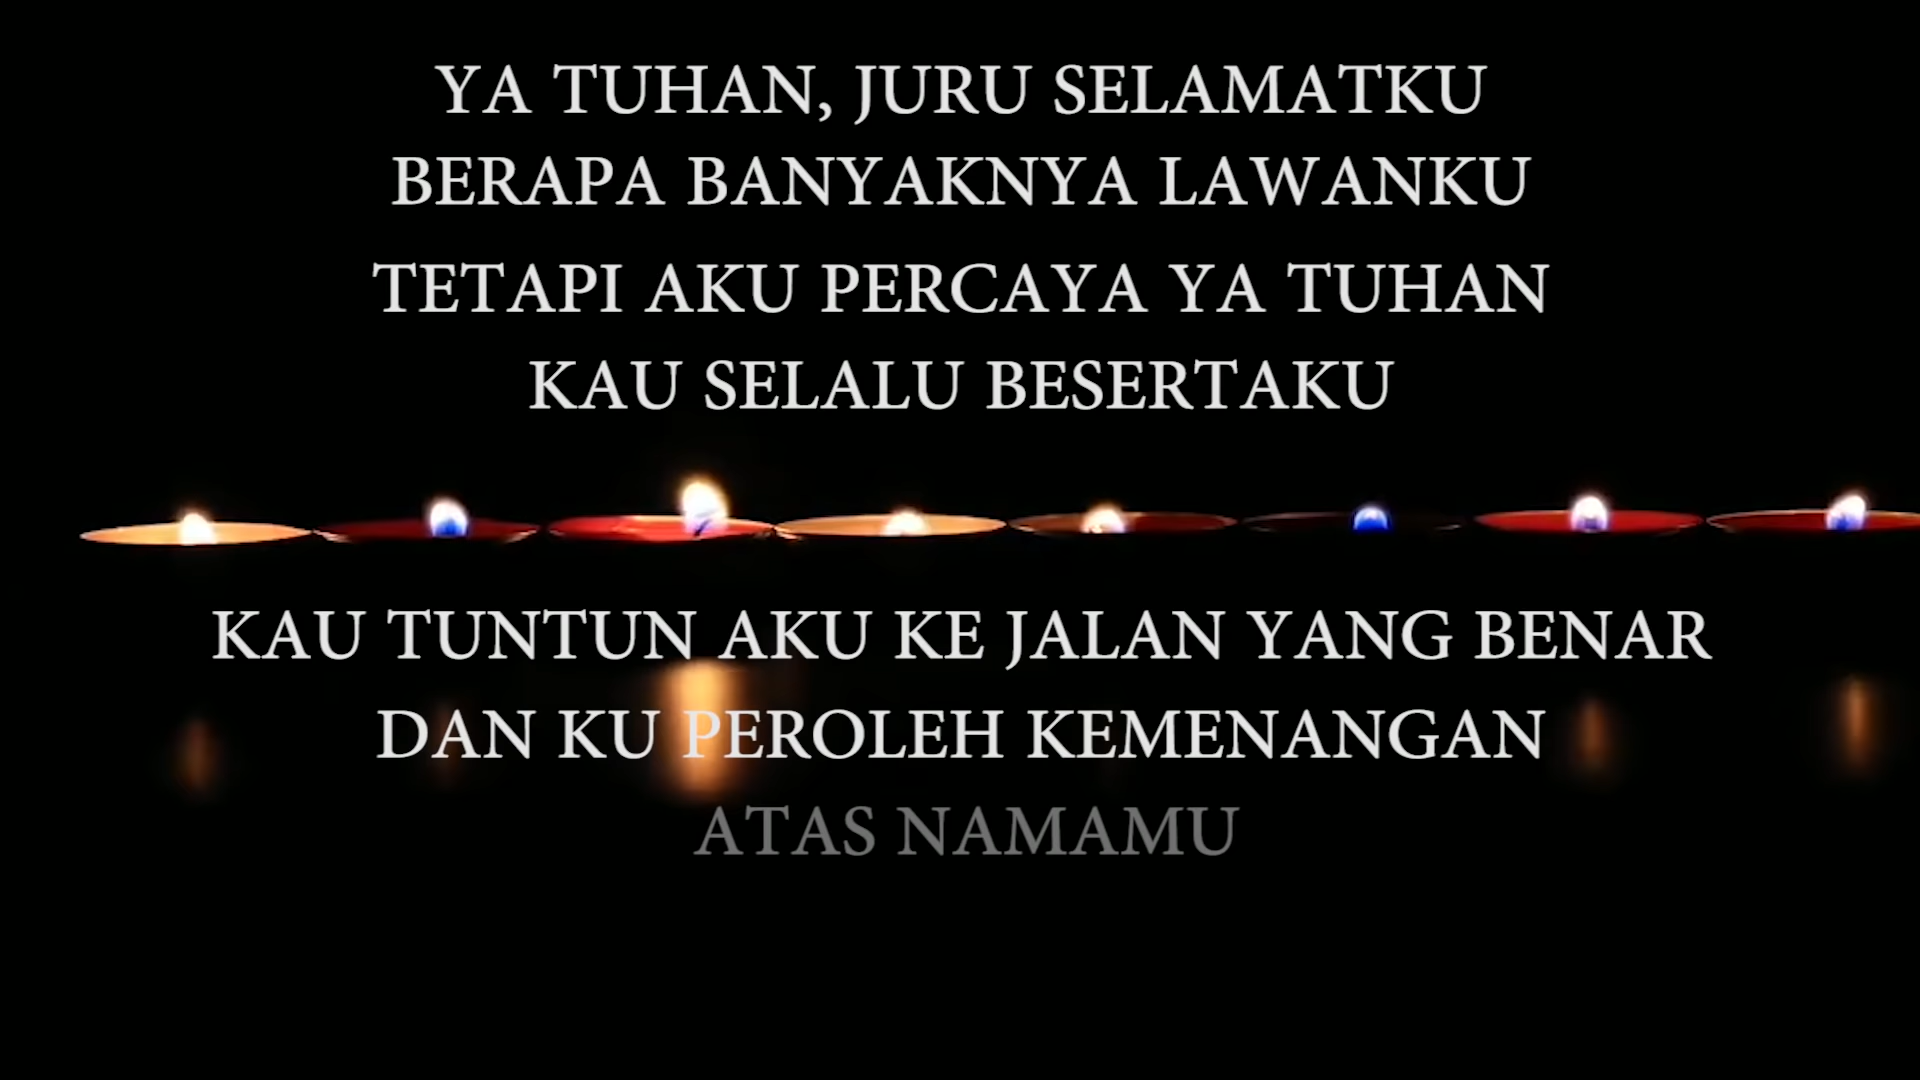 YA TUHAN, JURU SELAMATKU
BERAPA BANYAKNYA LAWANKU
TETAPI AKU PERCAYA YA TUHAN
KAU SELALU BESERTAKU
KAU TUNTUN AKU KE JALAN YANG BENAR
DAN KU PEROLEH KEMENANGAN
ATAS NAMAMU